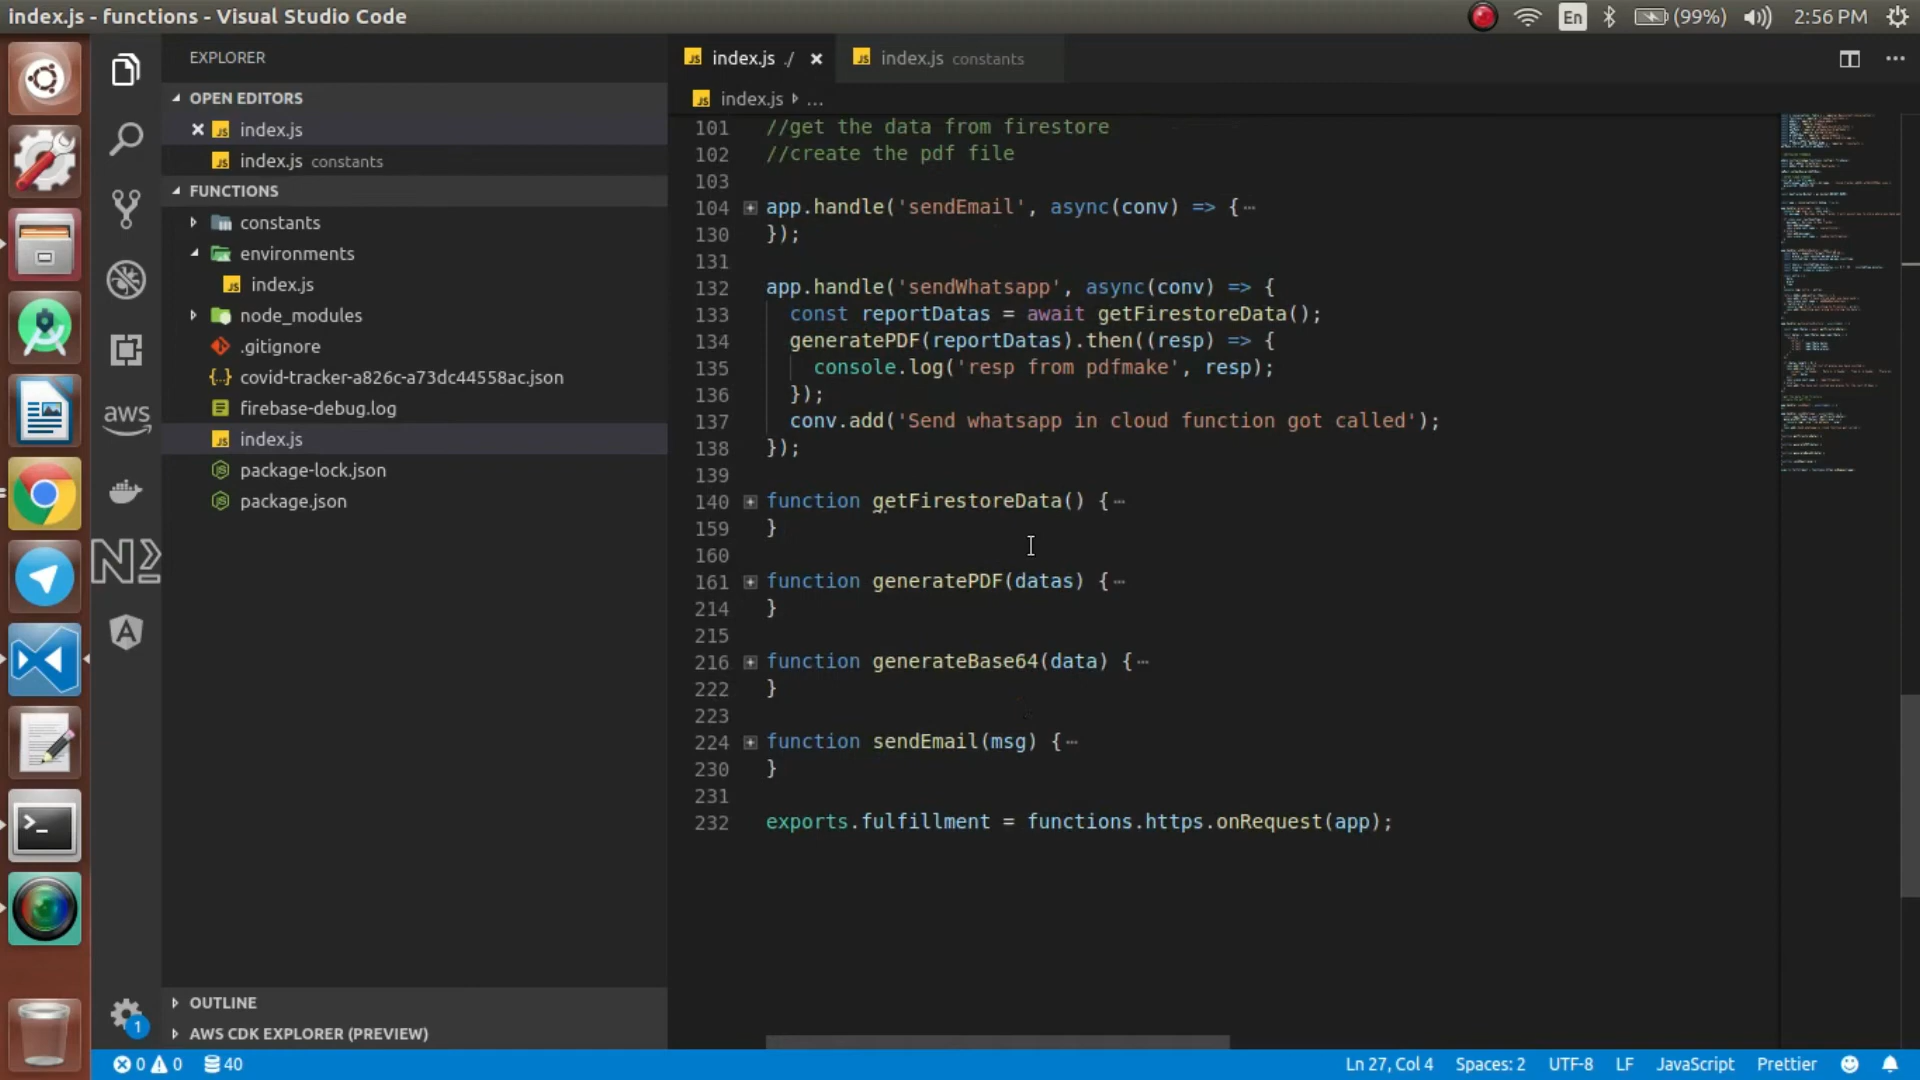 index.js - functions - Visual Studio Code
En
(99%)
2:56 PM
EXPLORER
OPEN EDITORS
index.js
index.js constants
FUNCTIONS
constants
environments
index.js
node_modules
.gitignore
covid-tracker-a826c-a73dc44558ac.json
firebase-debug.log
index.js
package-lock.json
package.json
OUTLINE
AWS CDK EXPLORER (PREVIEW)
aws
1
index.js ./
index.js constants
index.js ...
101 //get the data from firestore
102 //create the pdf file
103
104 app.handle('sendEmail', async(conv) => {
130 });
131
132 app.handle('sendWhatsapp', async(conv) => {
133 const reportDatas = await getFirestoreData();
134 generatePDF(reportDatas).then((resp) => {
135 console.log('resp from pdfmake', resp);
136 });
137 conv.add('Send whatsapp in cloud function got called');
138 });
139
140 function getFirestoreData() {
159 }
160
161 function generatePDF(datas) {
214 }
215
216 function generateBase64(data) {
222 }
223
224 function sendEmail(msg) {
230 }
231
232 exports.fulfillment = functions.https.onRequest(app);
0 0 40
Ln 27, Col 4
Spaces: 2
UTF-8
LF
JavaScript
Prettier